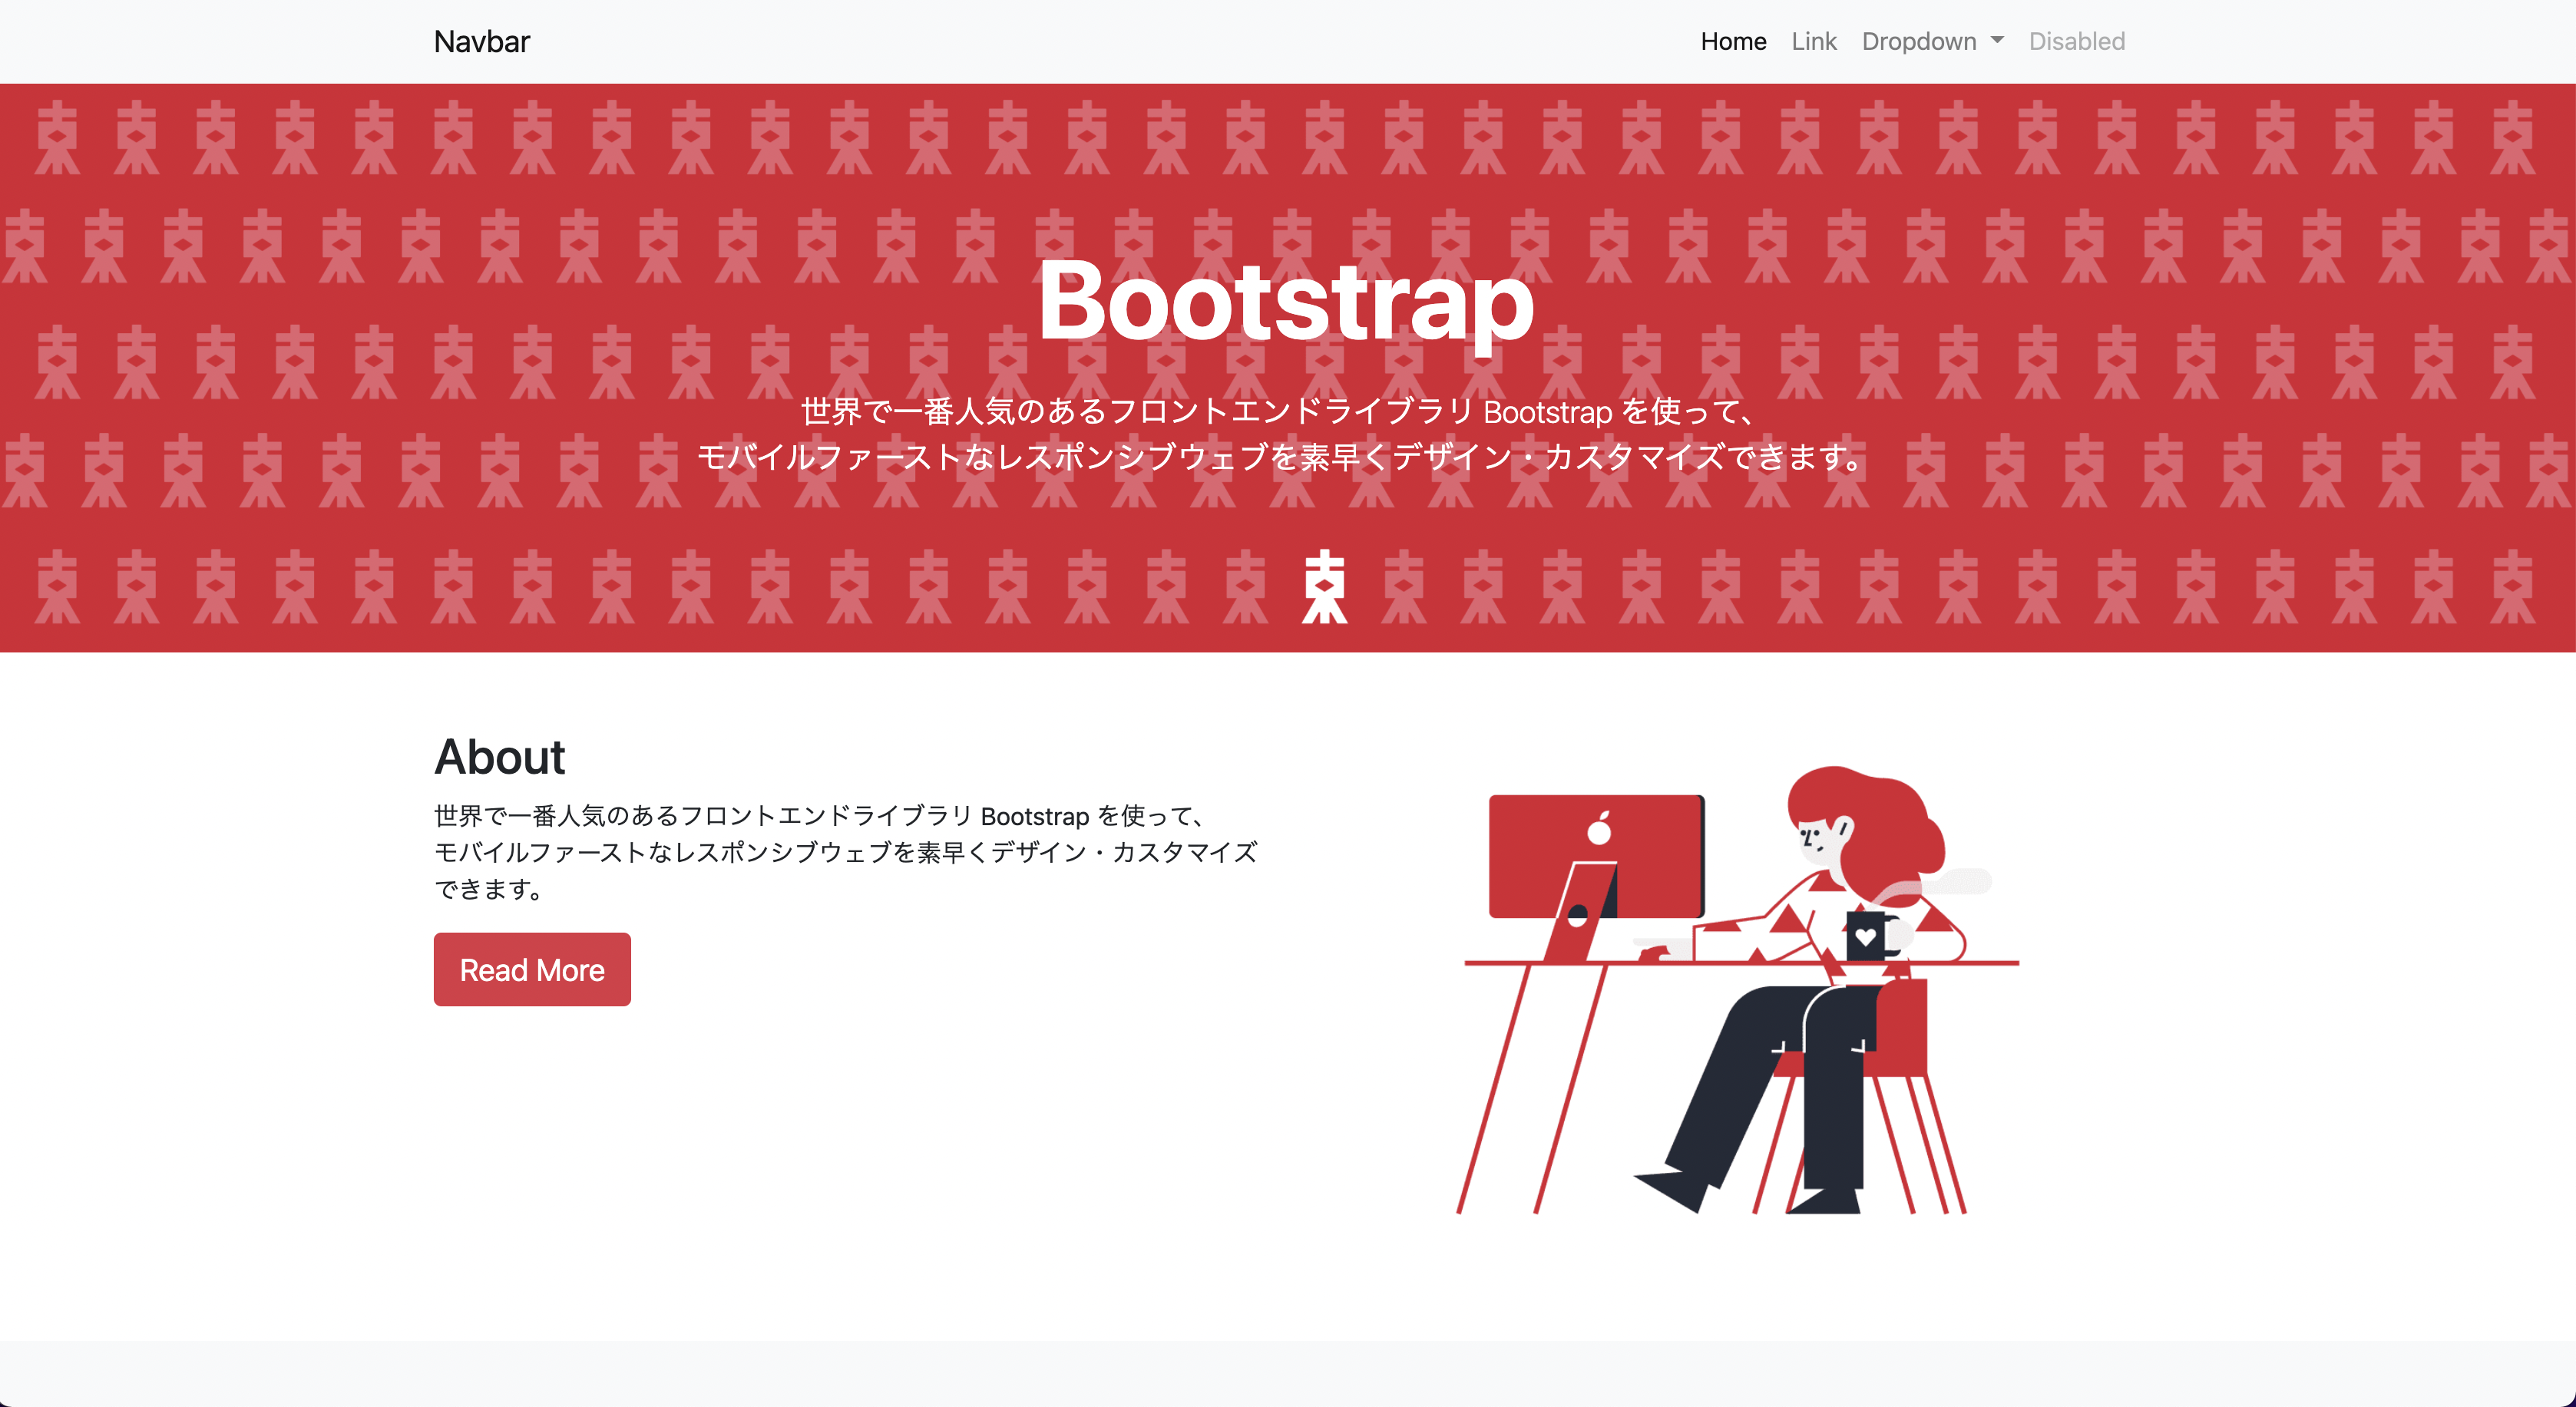 Navbar
Home Link Dropdown Disabled
Bootstrap
世界で一番人気のあるフロントエンドライブラリ Bootstrap を使って、
モバイルファーストなレスポンシブウェブを素早くデザイン・カスタマイズできます。
About
世界で一番人気のあるフロントエンドライブラリ Bootstrap を使って、
モバイルファーストなレスポンシブウェブを素早くデザイン・カスタマイズ
できます。
Read More